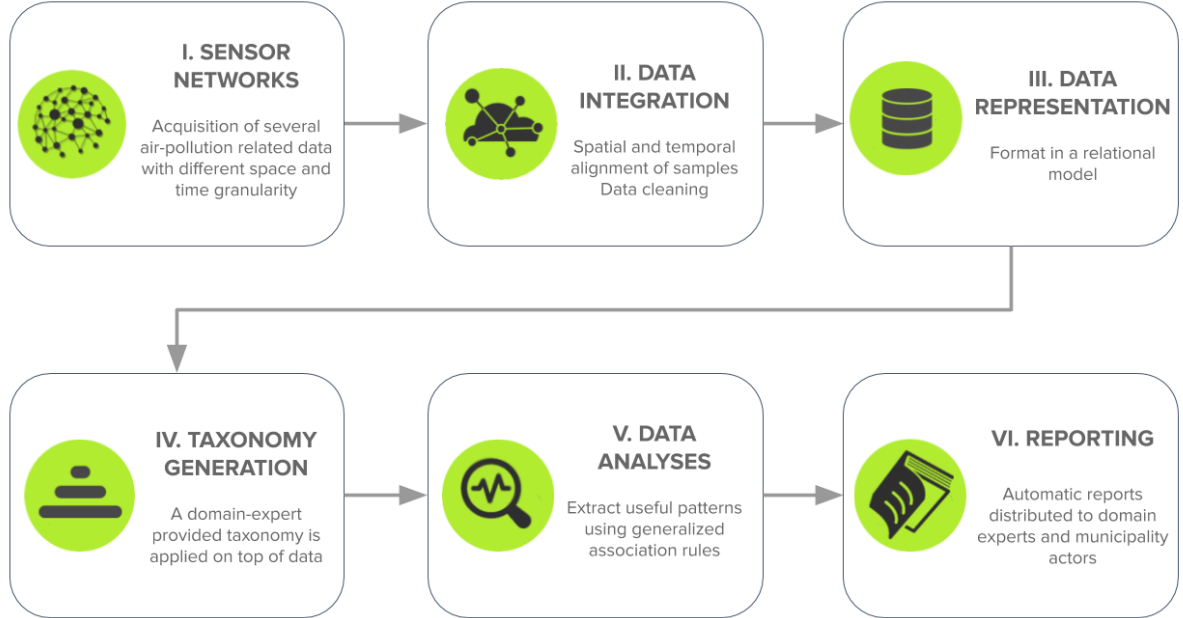 I. SENSOR
NETWORKS
Acquisition of several
air-pollution related data
with different space and
time granularity
II. DATA
INTEGRATION
Spatial and temporal
alignment of samples
Data cleaning
III. DATA
REPRESENTATION
Format in a relational
model
IV. TAXONOMY
GENERATION
A domain-expert
provided taxonomy is
applied on top of data
V. DATA
ANALYSES
Extract useful patterns
using generalized
association rules
VI. REPORTING
Automatic reports
distributed to domain
experts and municipality
actors